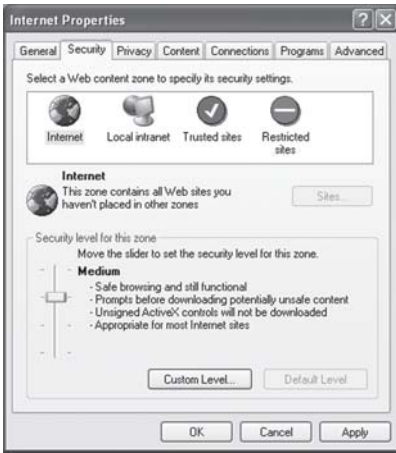 Internet Properties
General Security Privacy Content Connections Programs Advanced
Select a Web content zone to specify its security settings.
Internet Local intranet Trusted sites Restricted sites
Internet
This zone contains all Web sites you
haven't placed in other zones
Sites...
Security level for this zone
Move the slider to set the security level for this zone.
Medium
- Safe browsing and still functional
- Prompts before downloading potentially unsafe content
- Unsigned ActiveX controls will not be downloaded
- Appropriate for most Internet sites
Custom Level... Default Level
OK Cancel Apply